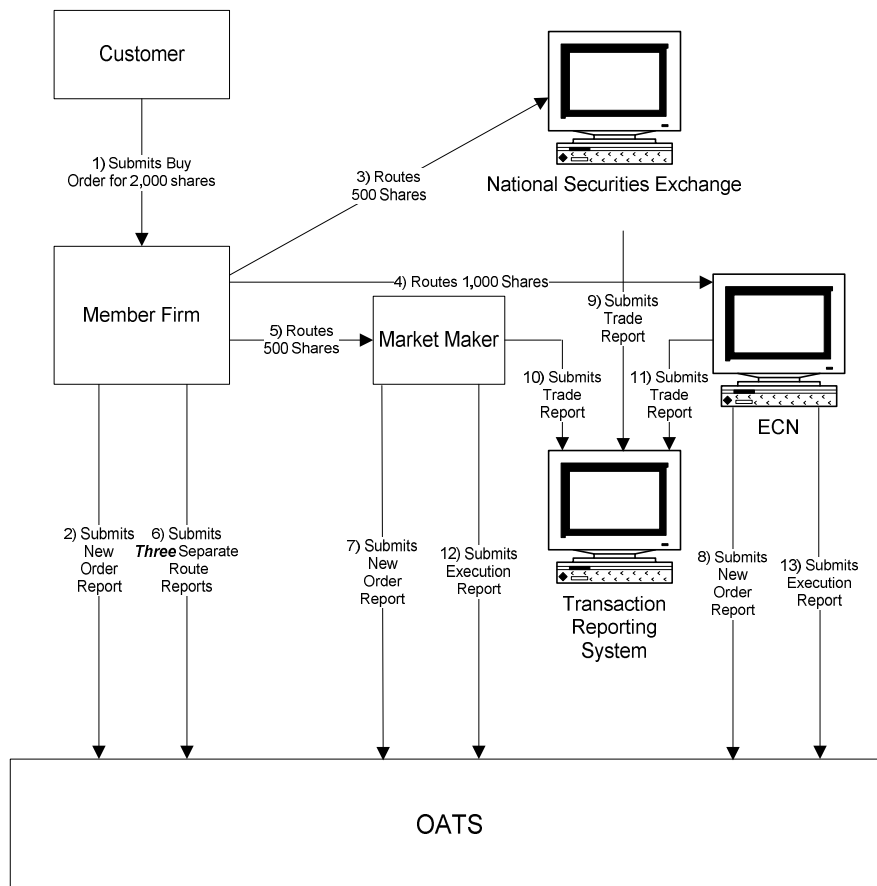 Customer
1) Submits Buy
Order for 2,000 shares
3) Routes
500 Shares
National Securities Exchange
Member Firm
4) Routes 1,000 Shares
5) Routes
500 Shares
Market Maker
9) Submits
Trade
Report
10) Submits
Trade
Report
11) Submits
Trade
Report
ECN
2) Submits
New
Order
Report
6) Submits
Three Separate
Route
Reports
7) Submits
New
Order
Report
12) Submits
Execution
Report
Transaction
Reporting
System
8) Submits
New
Order
Report
13) Submits
Execution
Report
OATS